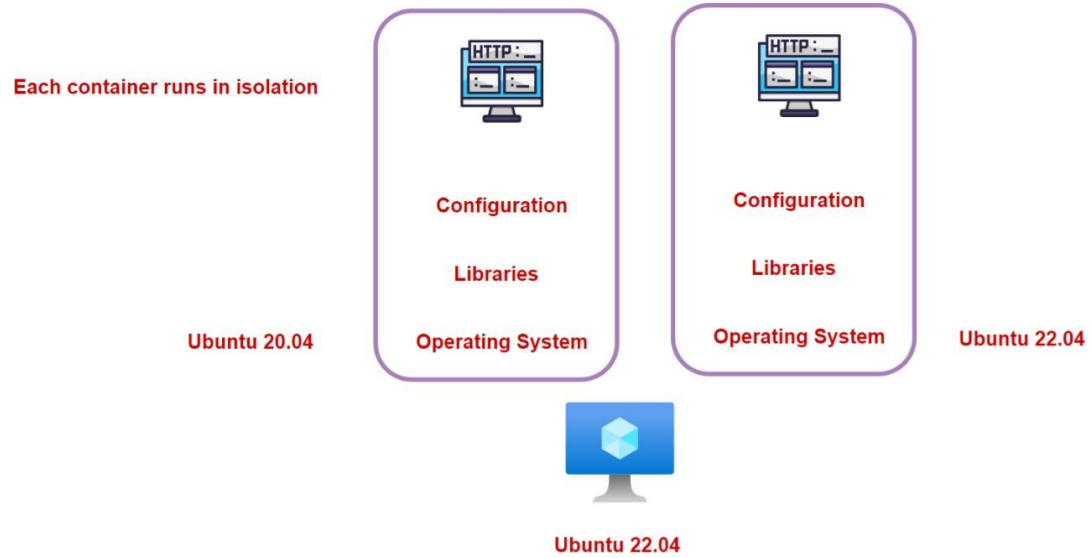 HTTP:_
HTTP:_
Each container runs in isolation
Configuration
Configuration
Libraries
Libraries
Ubuntu 20.04
Operating System
Operating System
Ubuntu 22.04
Ubuntu 22.04